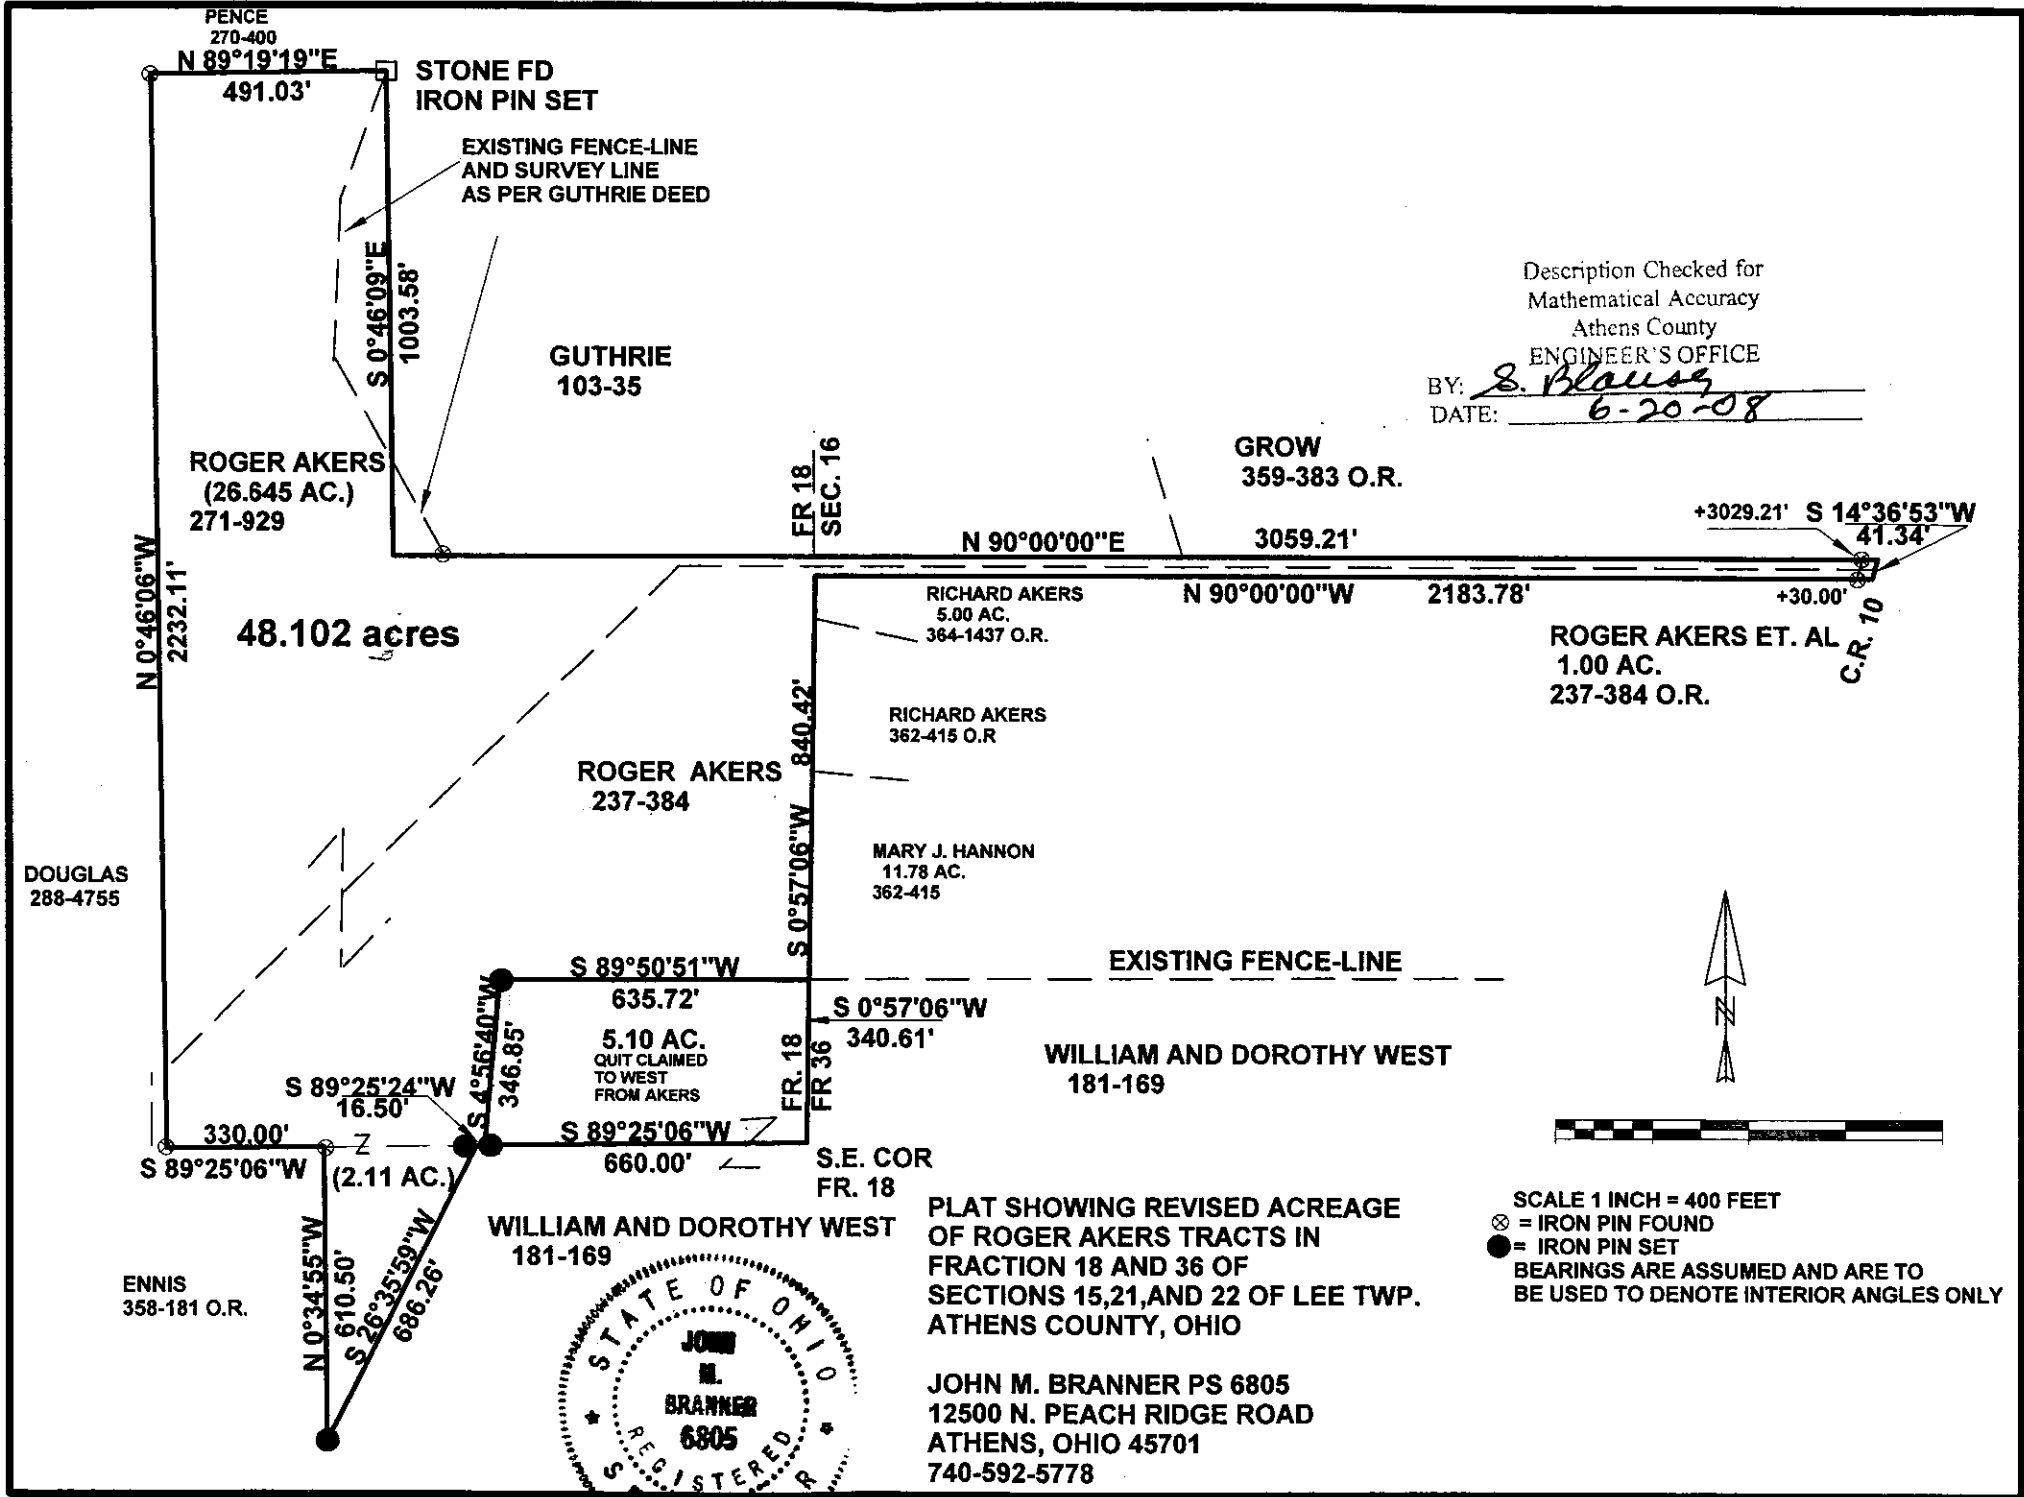 PENCE
270-400
N 89°19'19"E
491.03'
STONE FD
IRON PIN SET
EXISTING FENCE-LINE
AND SURVEY LINE
AS PER GUTHRIE DEED
S 0°46'09"E
1003.58'
GUTHRIE
103-35
Description Checked for
Mathematical Accuracy
Athens County
ENGINEER'S OFFICE
BY: S.
DATE: 6-20-08
ROGER AKERS
(26.645 AC.)
271-929
FR 18
SEC. 16
GROW
359-383 O.R.
N 90°00'00"E
3059.21'
+3029.21'
S 14°36'53"W
41.34'
N 0°46'06"W
2232.11'
48.102 acres
RICHARD AKERS
5.00 AC.
364-1437 O.R.
N 90°00'00"W
2183.78'
+30.00'
C.R. 10
ROGER AKERS ET. AL
1.00 AC.
237-384 O.R.
RICHARD AKERS
362-415 O.R
840.42'
S 0°57'06"W
ROGER AKERS
237-384
MARY J. HANNON
11.78 AC.
362-415
DOUGLAS
288-4755
S 89°50'51"W
635.72'
EXISTING FENCE-LINE
S 4°56'40"W
346.85'
5.10 AC.
QUIT CLAIMED
TO WEST
FROM AKERS
FR. 18
FR 36
S 0°57'06"W
340.61'
WILLIAM AND DOROTHY WEST
181-169
N
S 89°25'24"W
16.50'
330.00'
S 89°25'06"W
Z
(2.11 AC.)
S 89°25'06"W
660.00'
S.E. COR
FR. 18
N 0°34'55"W
610.50'
S 26°35'59"W
686.26'
WILLIAM AND DOROTHY WEST
181-169
ENNIS
358-181 O.R.
STATE OF OHIO
JOHN
M.
BRANNER
6805
REGISTERED
PLAT SHOWING REVISED ACREAGE
OF ROGER AKERS TRACTS IN
FRACTION 18 AND 36 OF
SECTIONS 15,21,AND 22 OF LEE TWP.
ATHENS COUNTY, OHIO
JOHN M. BRANNER PS 6805
12500 N. PEACH RIDGE ROAD
ATHENS, OHIO 45701
740-592-5778
SCALE 1 INCH = 400 FEET
= IRON PIN FOUND
= IRON PIN SET
BEARINGS ARE ASSUMED AND ARE TO
BE USED TO DENOTE INTERIOR ANGLES ONLY